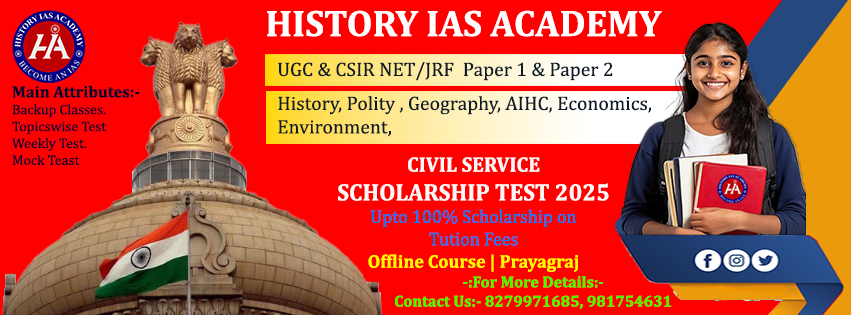 HISTORY IAS ACADEMY
BECOME AN IAS
HIA
Main Attributes:-
Backup Classes.
Topicswise Test
Weekly Test.
Mock Teast
HISTORY IAS ACADEMY
UGC & CSIR NET/JRF Paper 1 & Paper 2
History, Polity , Geography, AIHC, Economics,
Environment,
CIVIL SERVICE
SCHOLARSHIP TEST 2025
Upto 100% Scholarship on
Tution Fees
Offline Course | Prayagraj
-:For More Details:-
Contact Us:- 8279971685, 981754631
HIA